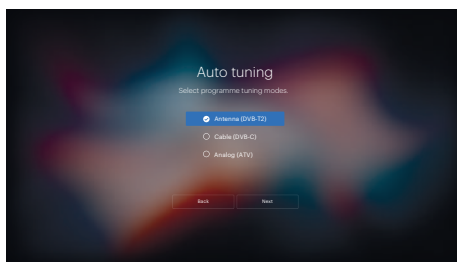 Auto tuning
Select programme tuning modes.
Antenna (DVB-T2)
Cable (DVB-C)
Analog (ATV)
Back Next